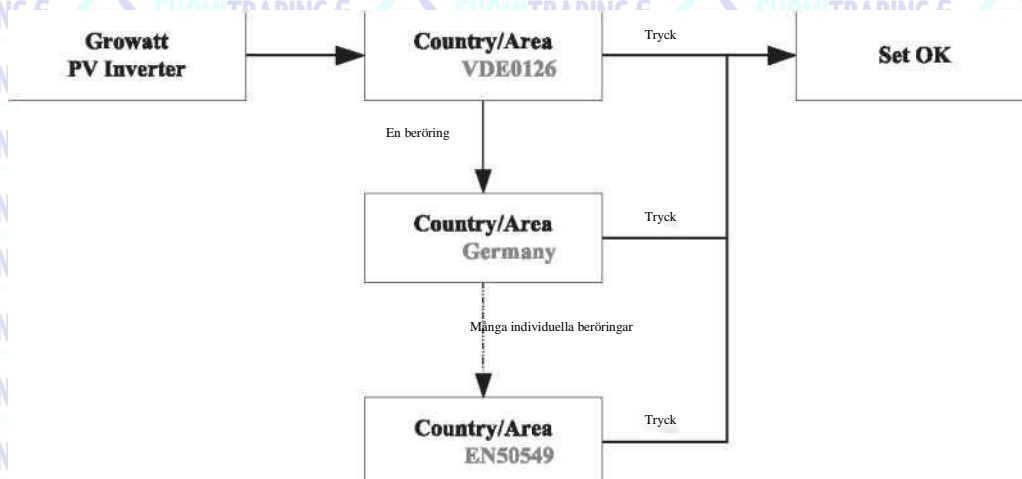 Growatt
PV Inverter
Country/Area
VDE0126
Tryck
Set OK
En beröring
Country/Area
Germany
Tryck
Många individuella beröringar
Country/Area
EN50549
Tryck